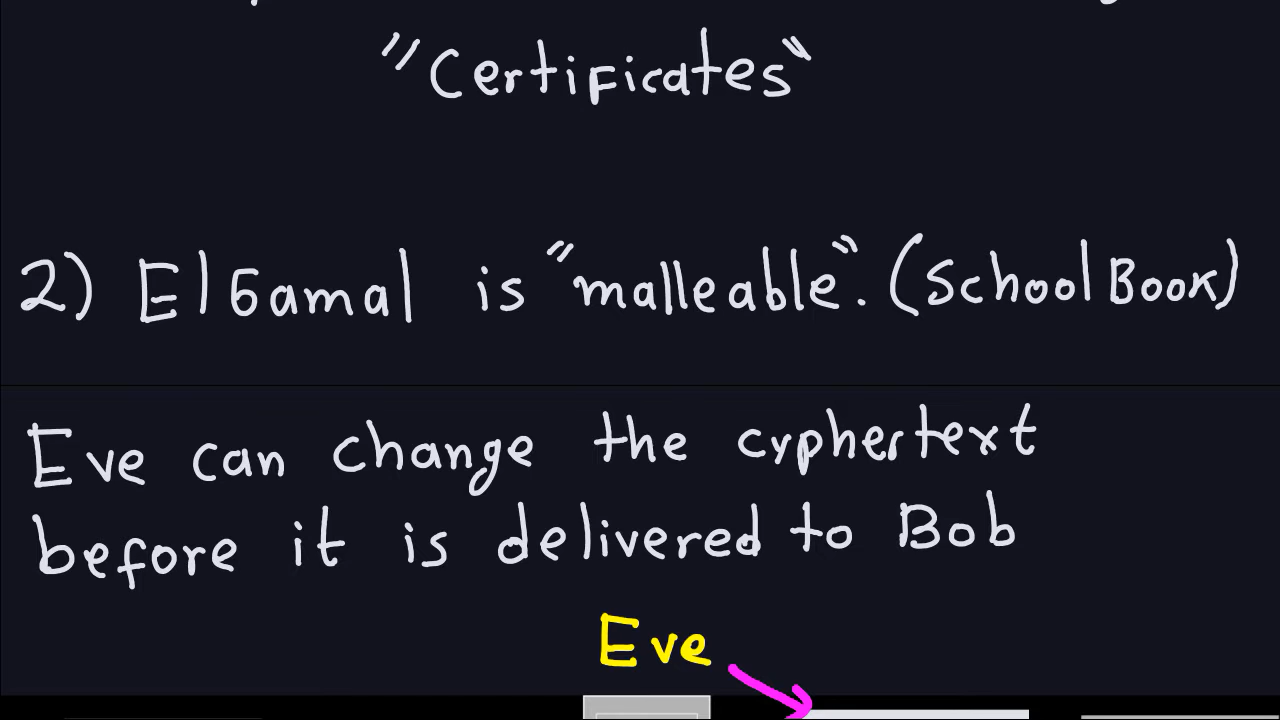 "Certificates"
2) ElGamal is "malleable". (SchoolBook)
Eve can change the cyphertext
before it is delivered to Bob
Eve